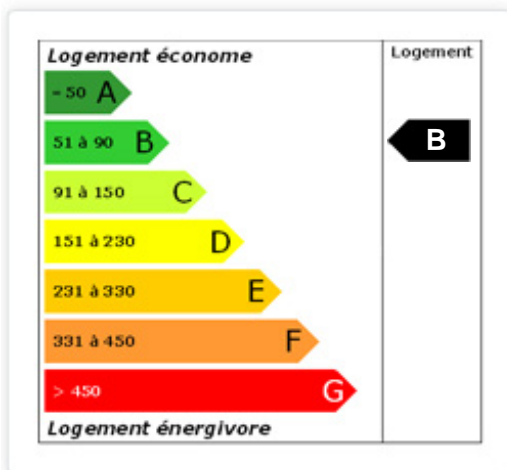 Logement économe
Logement
= 50 A
51 à 90 B
B
91 à 150 C
151 à 230 D
231 à 330 E
331 à 450 F
> 450 G
Logement énergivore